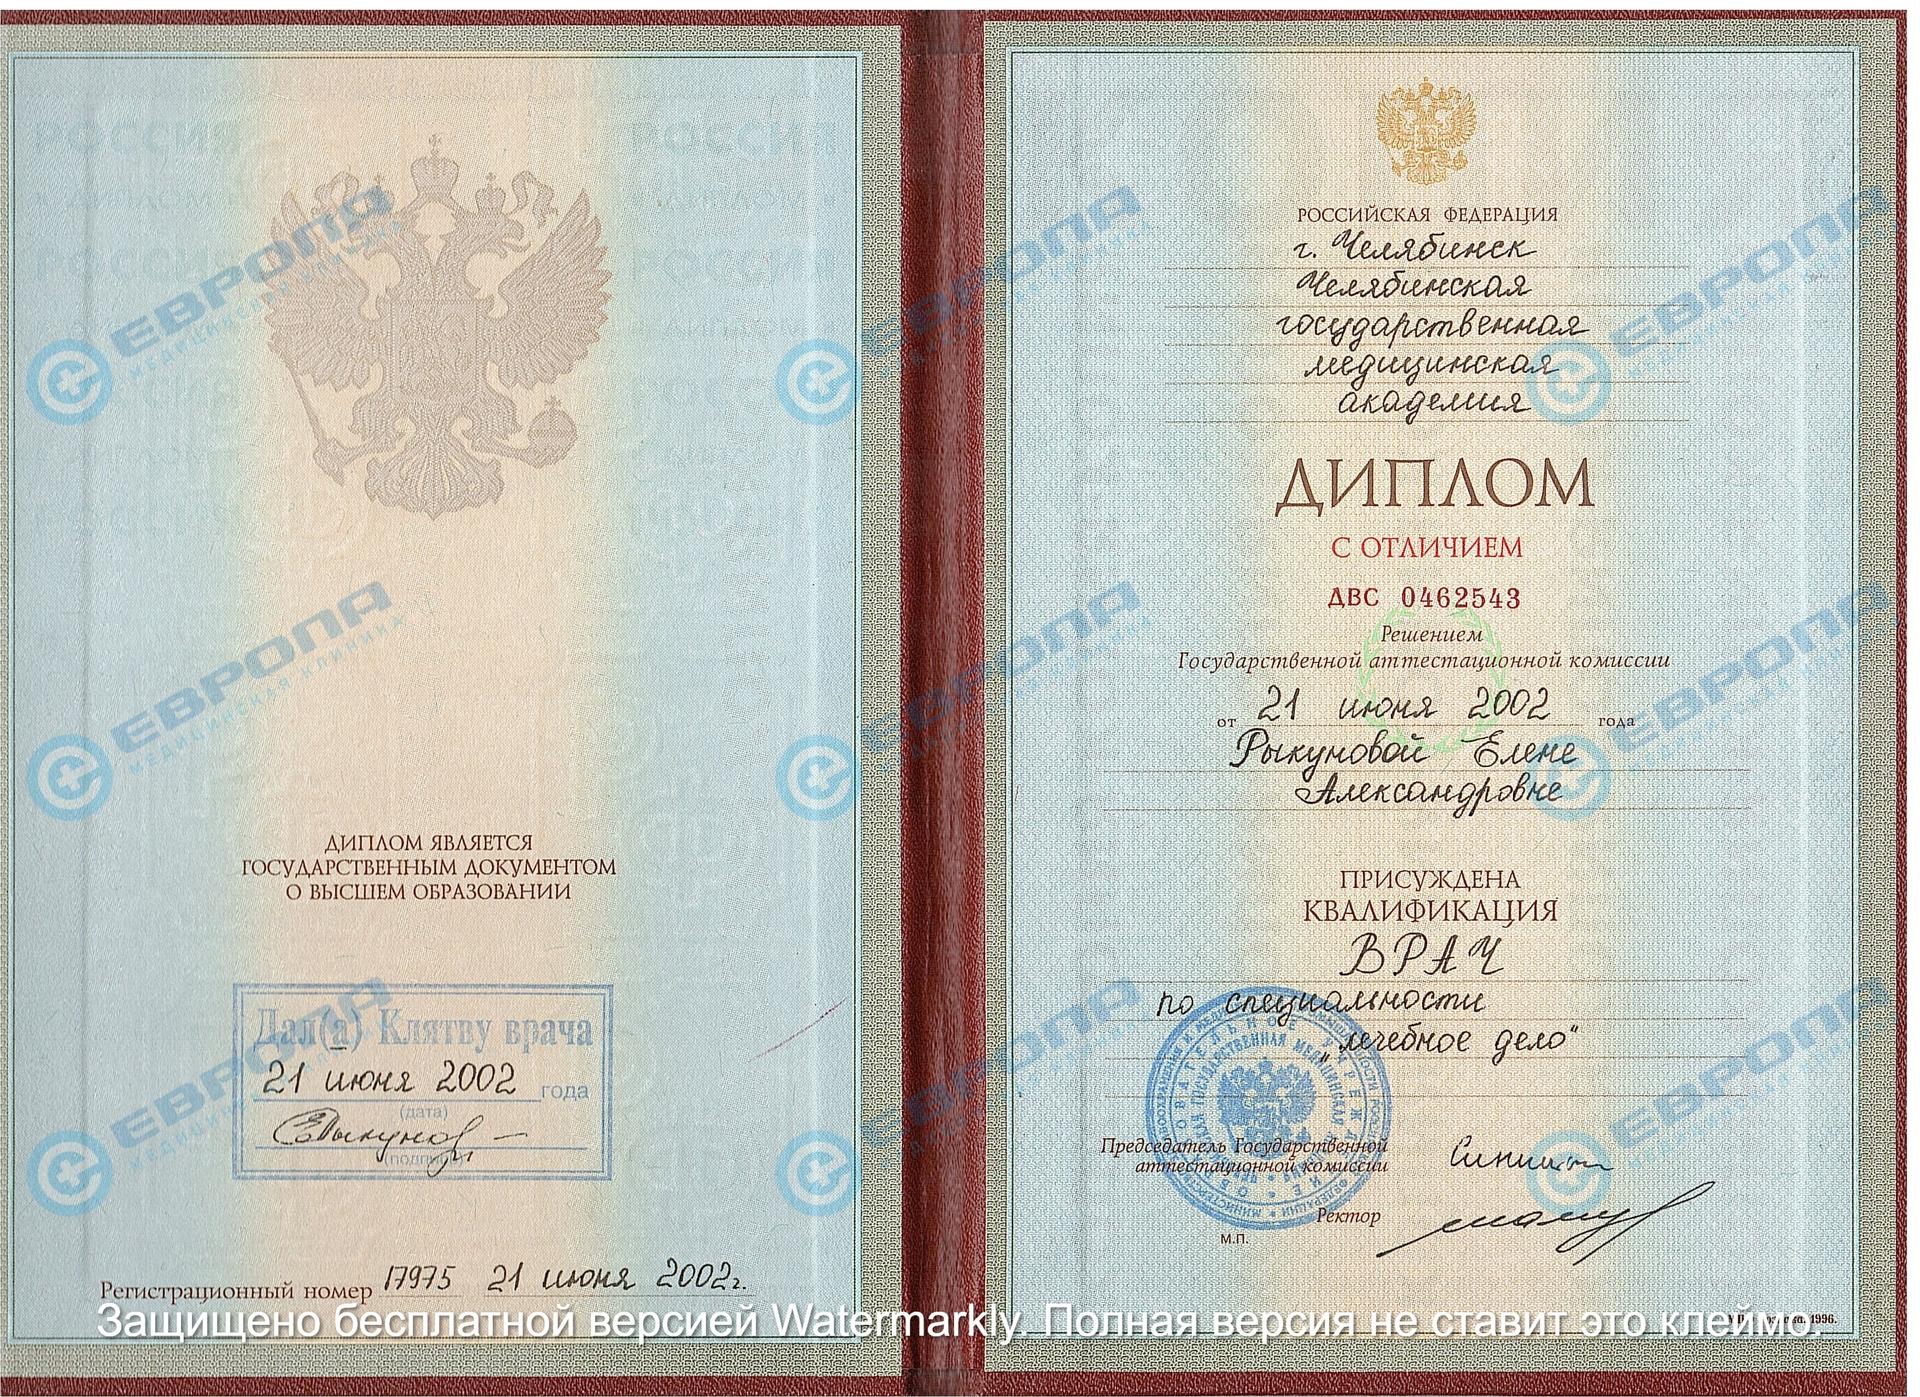 ДИПЛОМ ЯВЛЯЕТСЯ
ГОСУДАРСТВЕННЫМ ДОКУМЕНТОМ
О ВЫСШЕМ ОБРАЗОВАНИИ
Дал(а) Клятву врача
21 июня 2002 года
(дата)
(подпись)
Регистрационный номер 17975 21 июня 2002г.
РОССИЙСКАЯ ФЕДЕРАЦИЯ
г. Челябинск
Челябинская
государственная
медицинская
академия
ДИПЛОМ
С ОТЛИЧИЕМ
ДВС 0462543
Решением
Государственной аттестационной комиссии
от 21 июня 2002 года
Рыкуновой Елене
Александровне
ПРИСУЖДЕНА
КВАЛИФИКАЦИЯ
ВРАЧ
по специальности
„лечебное дело"
Председатель Государственной
аттестационной комиссии
Ректор
М.П.
1996.
ЕВРОПА
МЕДИЦИНСКАЯ КЛИНИКА
Защищено бесплатной версией Watermarkly. Полная версия не ставит это клеймо.